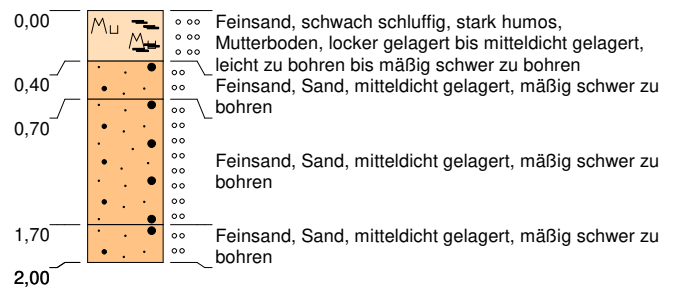 0,00
Feinsand, schwach schluffig, stark humos,
Mutterboden, locker gelagert bis mitteldicht gelagert,
leicht zu bohren bis mäßig schwer zu bohren
Mu
Mu
0,40
Feinsand, Sand, mitteldicht gelagert, mäßig schwer zu
bohren
0,70
Feinsand, Sand, mitteldicht gelagert, mäßig schwer zu
bohren
1,70
Feinsand, Sand, mitteldicht gelagert, mäßig schwer zu
bohren
2,00